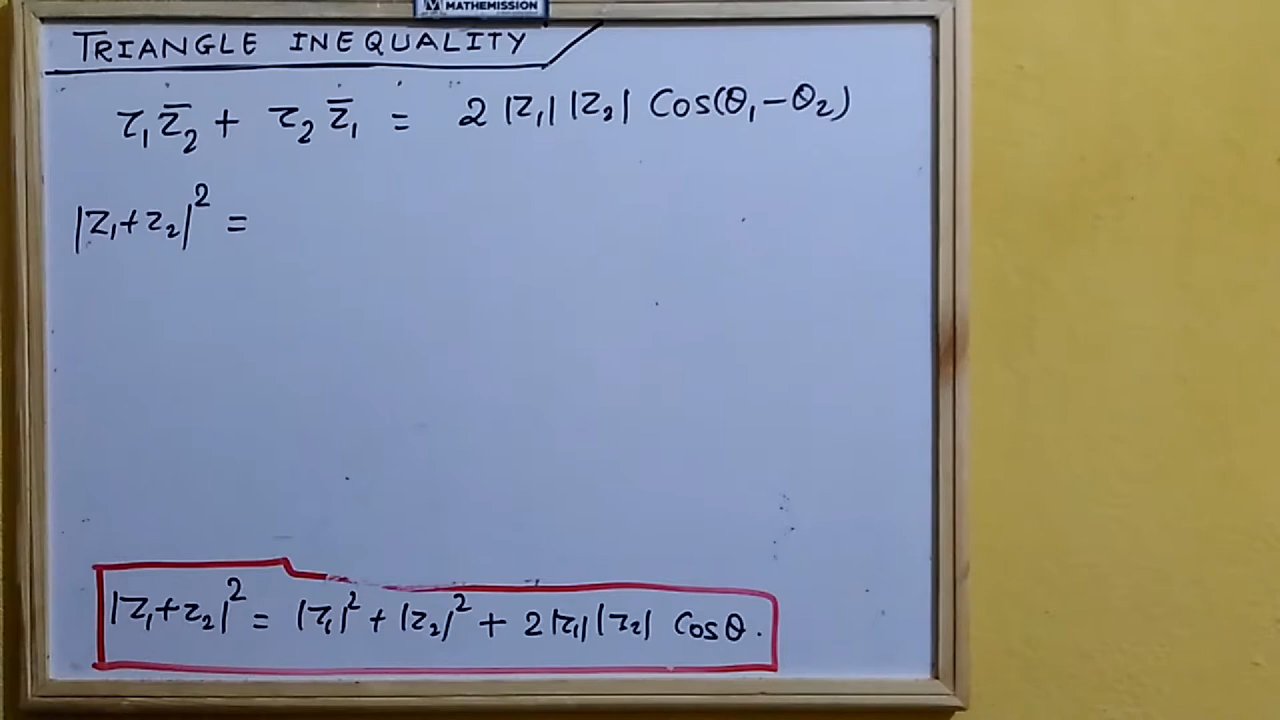 MATHEMISSION
TRIANGLE INEQUALITY
z₁z̅₂ + z₂z̅₁ = 2|z₁||z₂| Cos(θ₁-θ₂)
|z₁+z₂|² =
|z₁+z₂|² = |z₁|² + |z₂|² + 2|z₁||z₂| Cosθ.